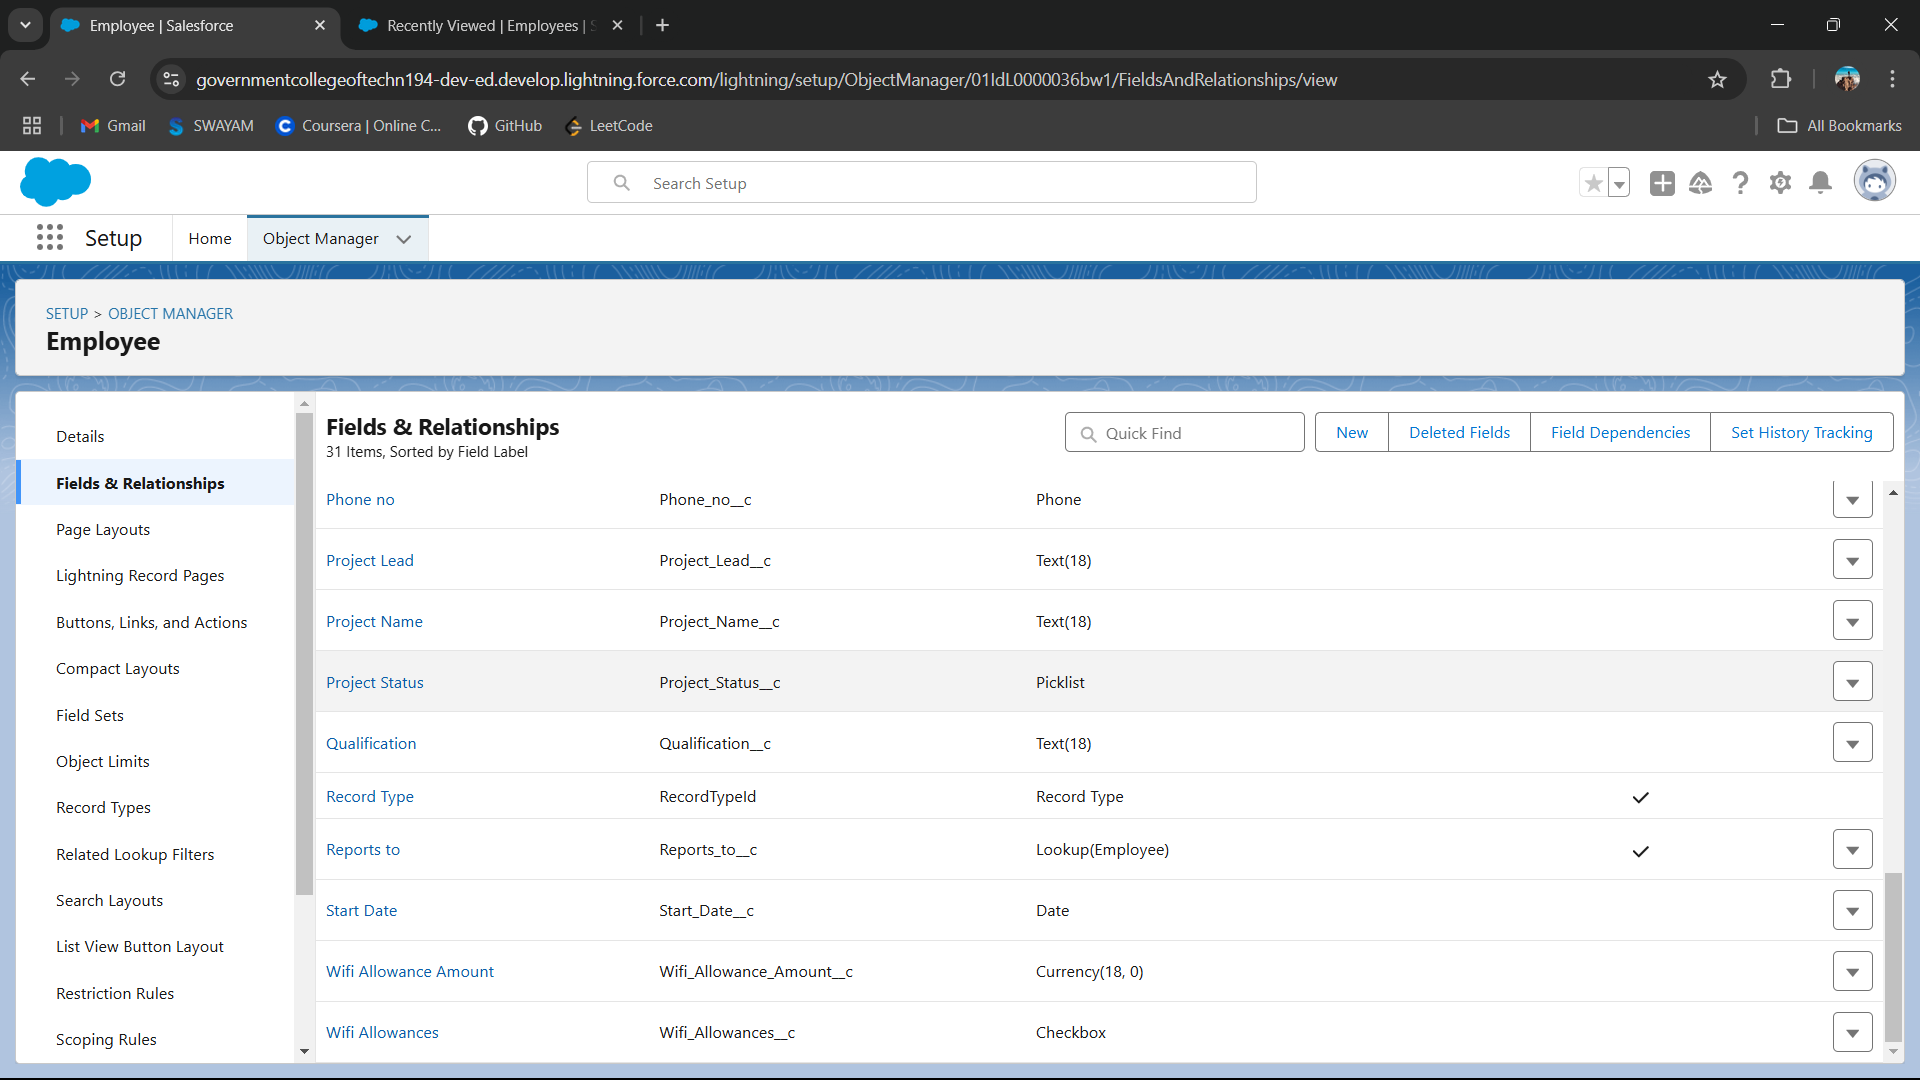 Employee | Salesforce
Recently Viewed | Employees |
governmentcollegeoftechn194-dev-ed.develop.lightning.force.com/lightning/setup/ObjectManager/01IdL0000036bw1/FieldsAndRelationships/view
Gmail
SWAYAM
Coursera | Online C...
GitHub
LeetCode
All Bookmarks
Search Setup
Setup
Home
Object Manager
SETUP > OBJECT MANAGER
Employee
Details
Fields & Relationships
Page Layouts
Lightning Record Pages
Buttons, Links, and Actions
Compact Layouts
Field Sets
Object Limits
Record Types
Related Lookup Filters
Search Layouts
List View Button Layout
Restriction Rules
Scoping Rules
Fields & Relationships
31 Items, Sorted by Field Label
Quick Find
New
Deleted Fields
Field Dependencies
Set History Tracking
Phone no Phone_no__c Phone
Project Lead Project_Lead__c Text(18)
Project Name Project_Name__c Text(18)
Project Status Project_Status__c Picklist
Qualification Qualification__c Text(18)
Record Type RecordTypeId Record Type
Reports to Reports_to__c Lookup(Employee)
Start Date Start_Date__c Date
Wifi Allowance Amount Wifi_Allowance_Amount__c Currency(18, 0)
Wifi Allowances Wifi_Allowances__c Checkbox